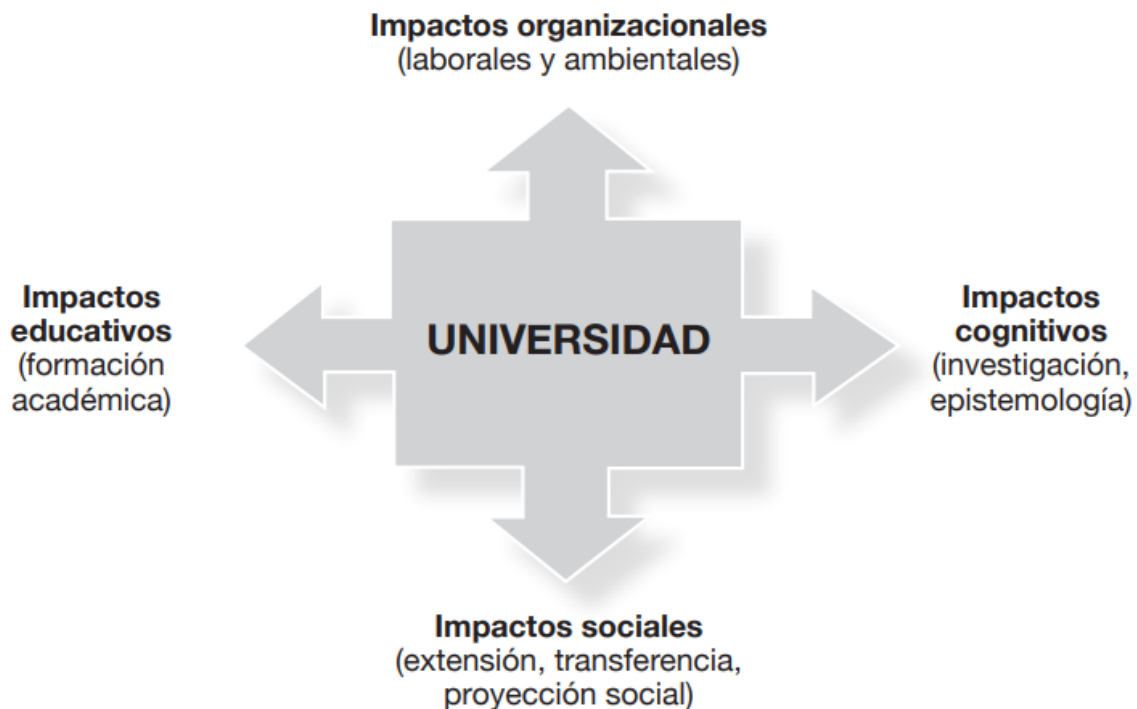 Impactos organizacionales
(laborales y ambientales)
Impactos
educativos
(formación
académica)
UNIVERSIDAD
Impactos
cognitivos
(investigación,
epistemología)
Impactos sociales
(extensión, transferencia,
proyección social)